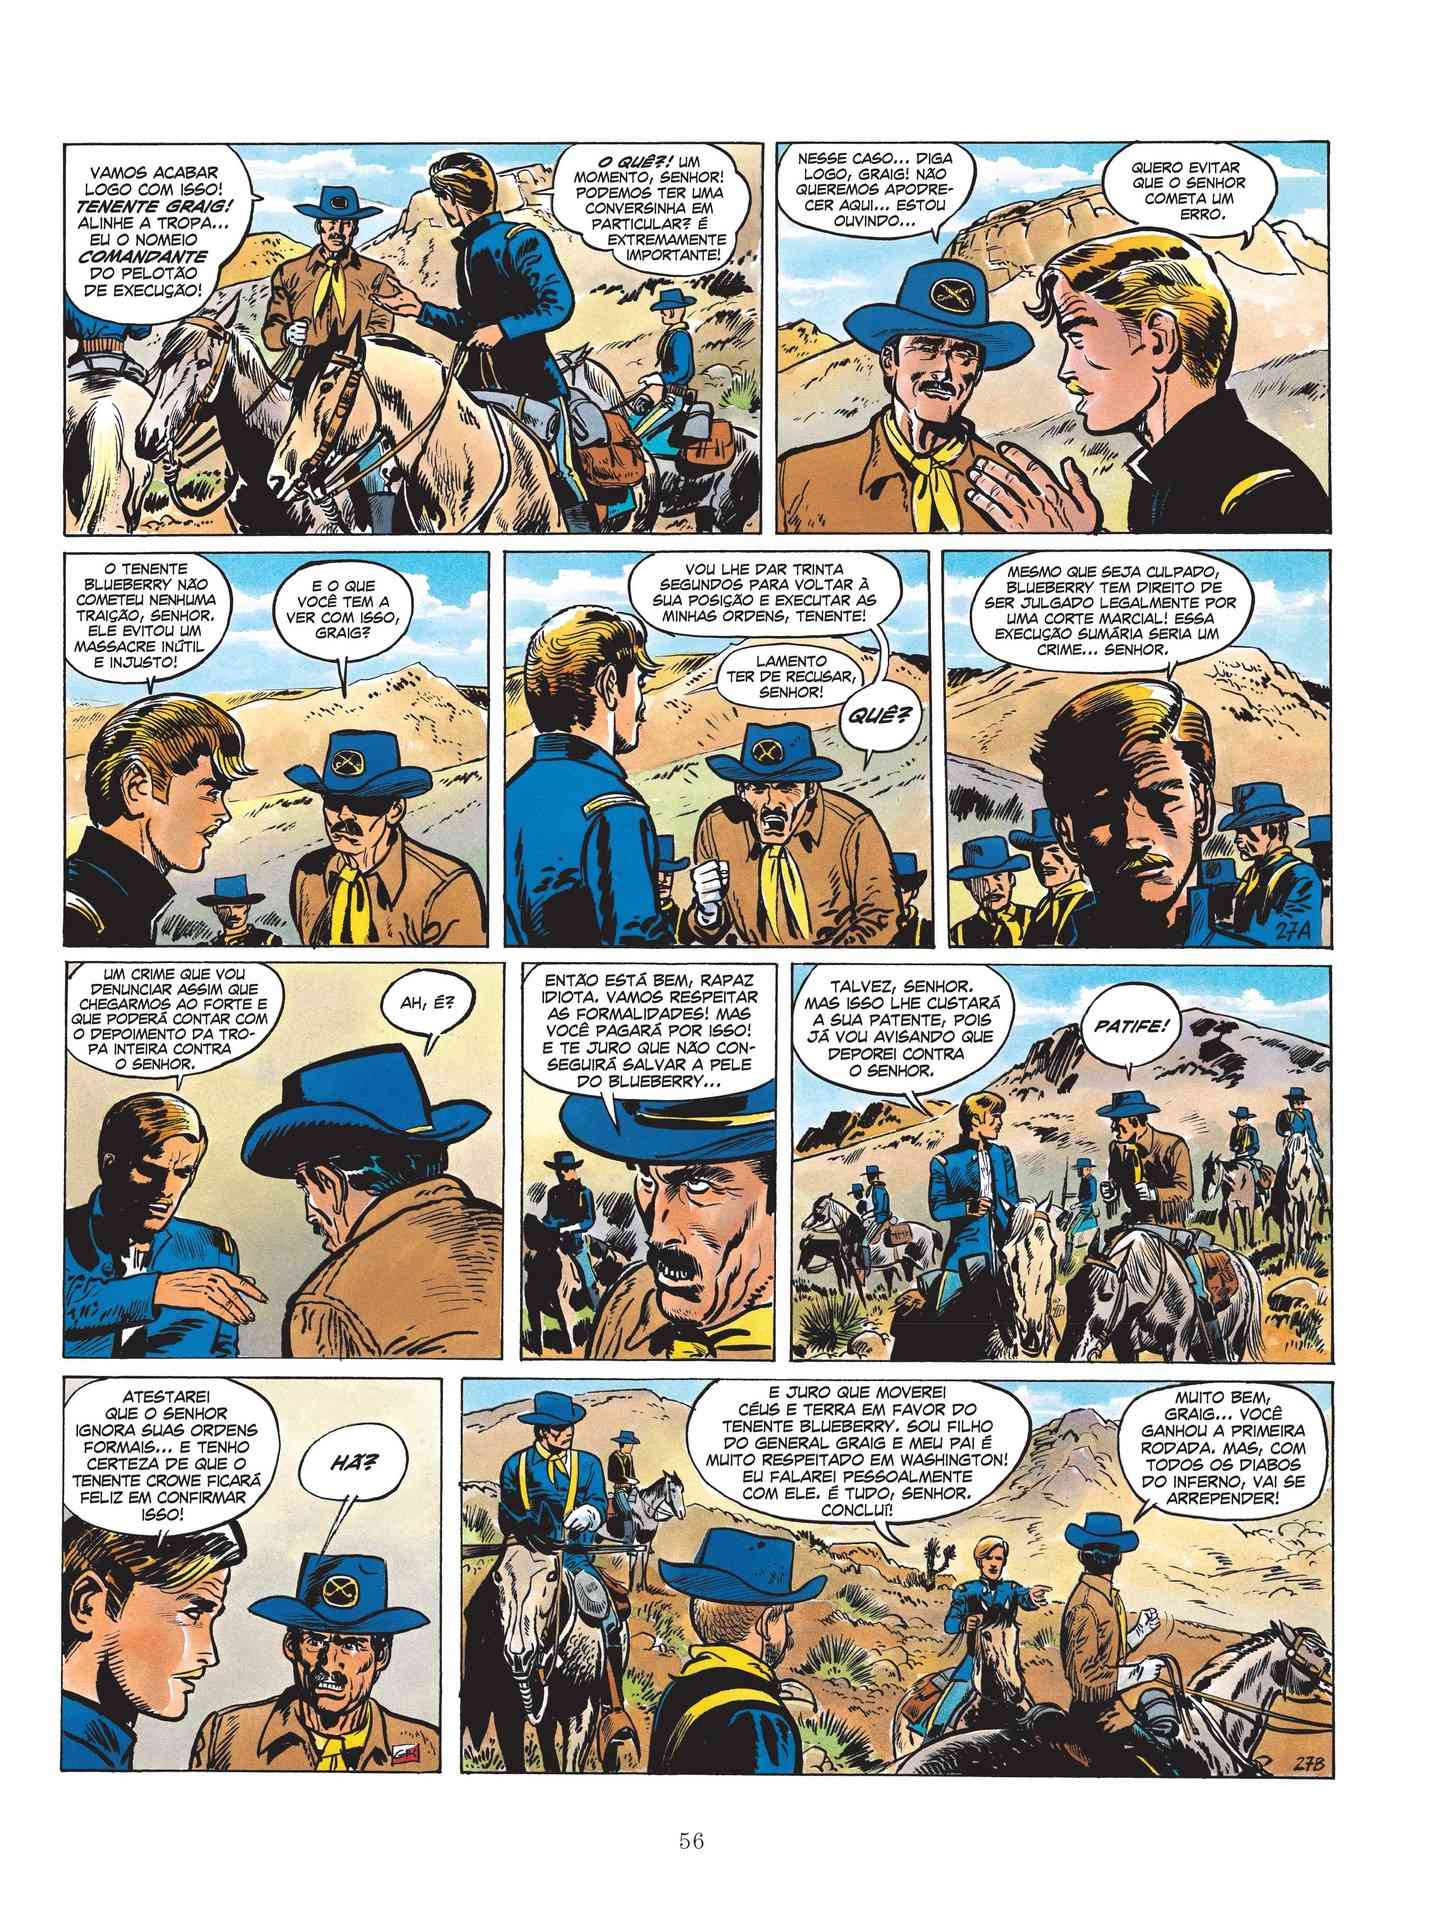 VAMOS ACABAR
LOGO COM ISSO!
TENENTE GRAIG!
ALINHE A TROPA...
EU O NOMEIO
COMANDANTE
DO PELOTÃO
DE EXECUÇÃO!
O QUÊ?! UM
MOMENTO, SENHOR!
PODEMOS TER UMA
CONVERSINHA EM
PARTICULAR? É
EXTREMAMENTE
IMPORTANTE!
NESSE CASO... DIGA
LOGO, GRAIG! NÃO
QUEREMOS APODRE-
CER AQUI... ESTOU
OUVINDO...
QUERO EVITAR
QUE O SENHOR
COMETA UM
ERRO.
O TENENTE
BLUEBERRY NÃO
COMETEU NENHUMA
TRAIÇÃO, SENHOR.
ELE EVITOU UM
MASSACRE INÚTIL
E INJUSTO!
E O QUE
VOCÊ TEM A
VER COM ISSO,
GRAIG?
VOU LHE DAR TRINTA
SEGUNDOS PARA VOLTAR À
SUA POSIÇÃO E EXECUTAR AS
MINHAS ORDENS, TENENTE!
LAMENTO
TER DE RECUSAR,
SENHOR!
QUÊ?
MESMO QUE SEJA CULPADO,
BLUEBERRY TEM DIREITO DE
SER JULGADO LEGALMENTE POR
UMA CORTE MARCIAL! ESSA
EXECUÇÃO SUMÁRIA SERIA UM
CRIME... SENHOR.
27A
UM CRIME QUE VOU
DENUNCIAR ASSIM QUE
CHEGARMOS AO FORTE E
QUE PODERÁ CONTAR COM
O DEPOIMENTO DA TRO-
PA INTEIRA CONTRA
O SENHOR.
AH, É?
ENTÃO ESTÁ BEM, RAPAZ
IDIOTA. VAMOS RESPEITAR
AS FORMALIDADES! MAS
VOCÊ PAGARÁ POR ISSO!
E TE JURO QUE NÃO CON-
SEGUIRÁ SALVAR A PELE
DO BLUEBERRY...
TALVEZ, SENHOR.
MAS ISSO LHE CUSTARÁ
A SUA PATENTE, POIS
JÁ VOU AVISANDO QUE
DEPOREI CONTRA
O SENHOR.
PATIFE!
ATESTAREI
QUE O SENHOR
IGNORA SUAS ORDENS
FORMAIS... E TENHO
CERTEZA DE QUE O
TENENTE CROWE FICARÁ
FELIZ EM CONFIRMAR
ISSO!
HÃ?
GIR
E JURO QUE MOVEREI
CÉUS E TERRA EM FAVOR DO
TENENTE BLUEBERRY. SOU FILHO
DO GENERAL GRAIG E MEU PAI É
MUITO RESPEITADO EM WASHINGTON!
EU FALAREI PESSOALMENTE
COM ELE. É TUDO, SENHOR.
CONCLUÍ!
MUITO BEM,
GRAIG... VOCÊ
GANHOU A PRIMEIRA
RODADA. MAS, COM
TODOS OS DIABOS
DO INFERNO, VAI SE
ARREPENDER!
27B
56